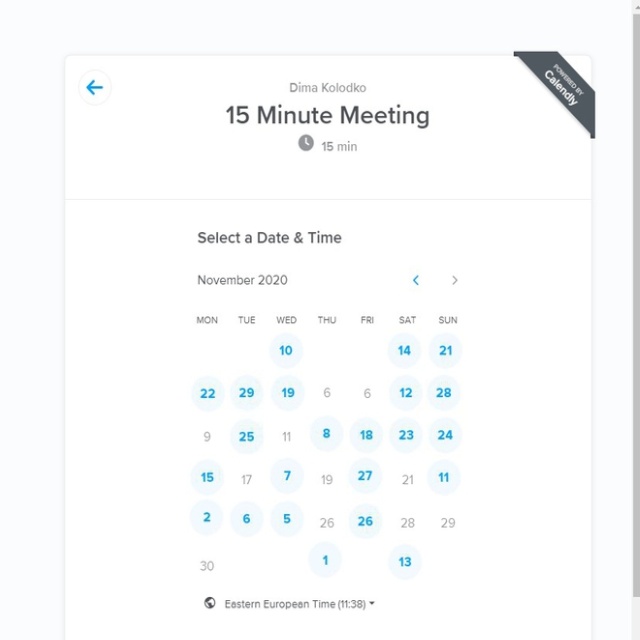 POWERED BY
Calendly
Dima Kolodko
15 Minute Meeting
15 min
Select a Date & Time
November 2020
MON TUE WED THU FRI SAT SUN
10 14 21
22 29 19 6 6 12 28
9 25 11 8 18 23 24
15 17 7 19 27 21 11
2 6 5 26 26 28 29
30 1 13
Eastern European Time (11:38)